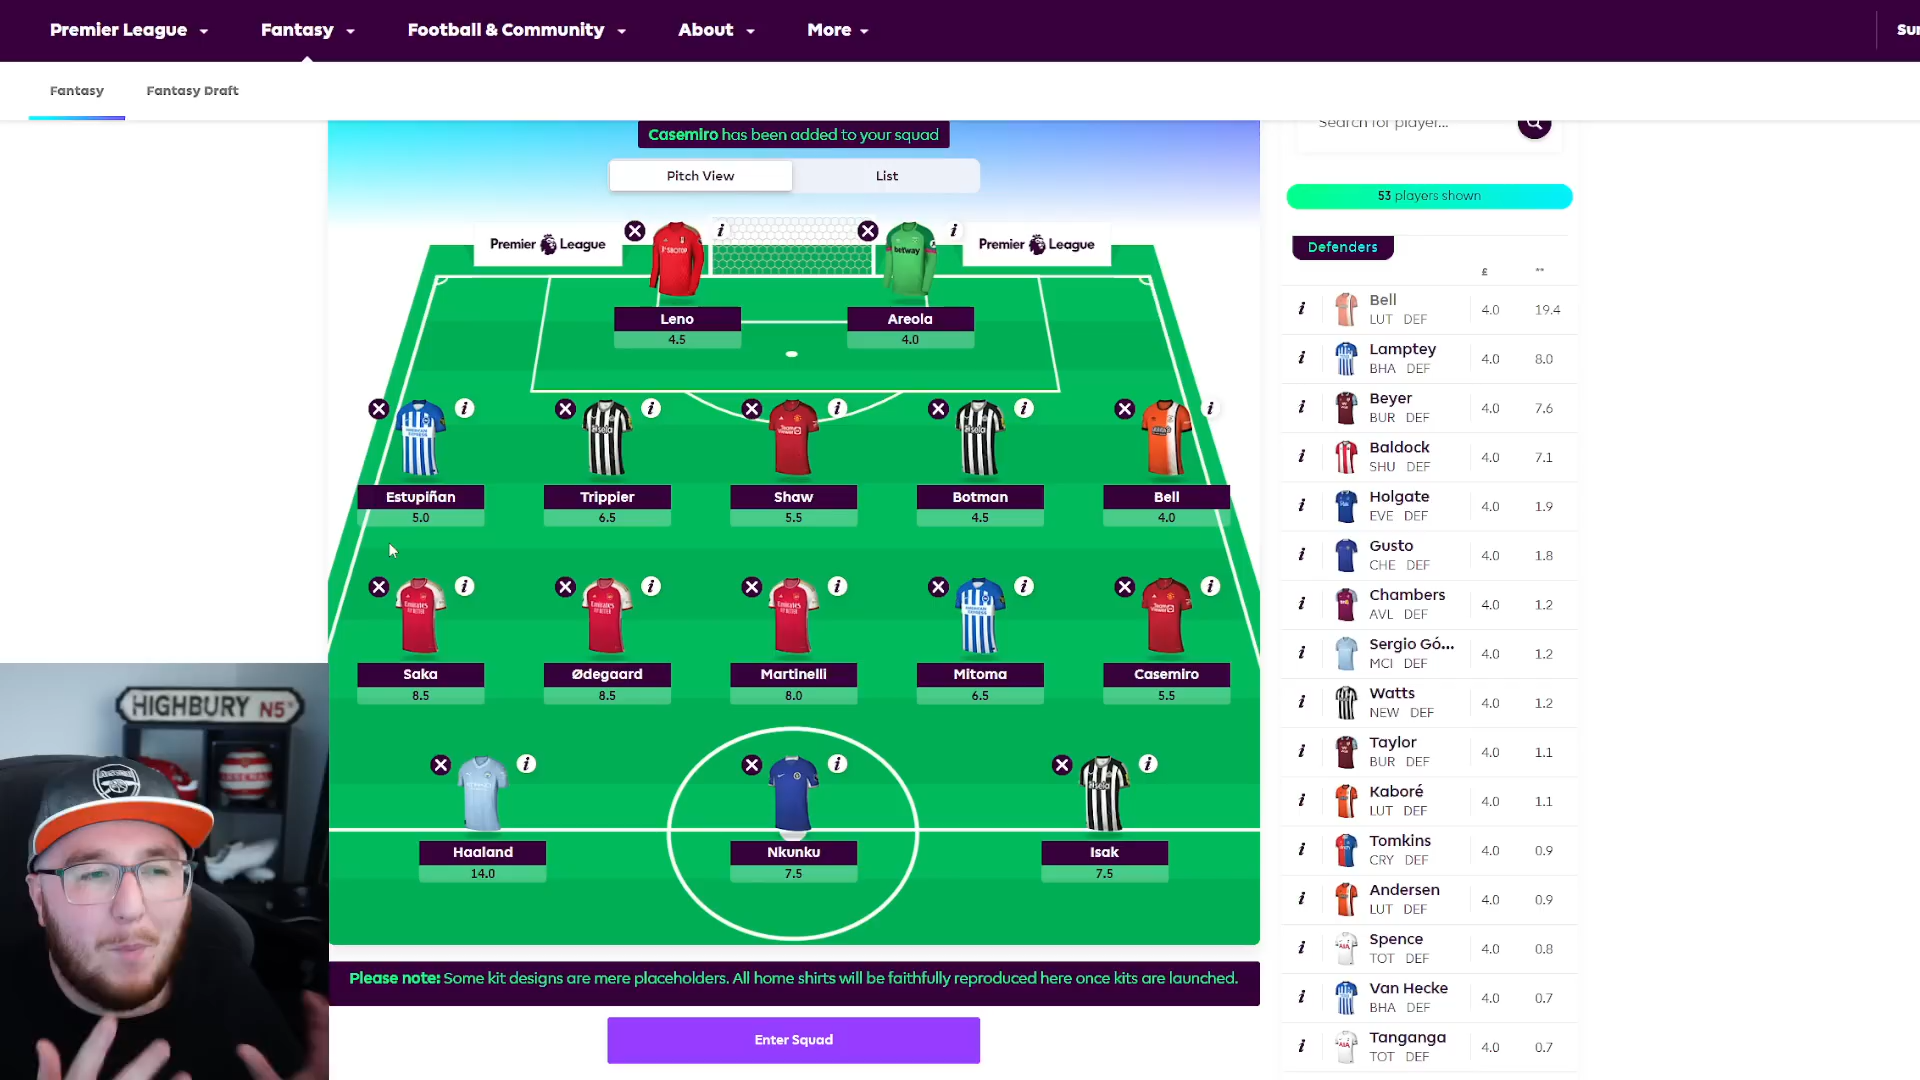 Premier League
Fantasy
Football & Community
About
More
Fantasy
Fantasy Draft
Casemiro has been added to your squad
Pitch View
List
Search for player...
53 players shown
Premier League
Premier League
SBOTOP
betway
Leno
4.5
Areola
4.0
Defenders
£
**
Bell
LUT DEF
4.0
19.4
Lamptey
BHA DEF
4.0
8.0
Beyer
BUR DEF
4.0
7.6
Baldock
SHU DEF
4.0
7.1
Holgate
EVE DEF
4.0
1.9
Gusto
CHE DEF
4.0
1.8
Chambers
AVL DEF
4.0
1.2
Sergio Gó...
MCI DEF
4.0
1.2
Watts
NEW DEF
4.0
1.2
Taylor
BUR DEF
4.0
1.1
Kaboré
LUT DEF
4.0
1.1
Tomkins
CRY DEF
4.0
0.9
Andersen
LUT DEF
4.0
0.9
Spence
TOT DEF
4.0
0.8
Van Hecke
BHA DEF
4.0
0.7
Tanganga
TOT DEF
4.0
0.7
Estupiñan
5.0
Trippier
6.5
Shaw
5.5
Botman
4.5
Bell
4.0
Saka
8.5
Ødegaard
8.5
Martinelli
8.0
Mitoma
6.5
Casemiro
5.5
Haaland
14.0
Nkunku
7.5
Isak
7.5
Please note: Some kit designs are mere placeholders. All home shirts will be faithfully reproduced here once kits are launched.
Enter Squad
HIGHBURY N5
Arsenal